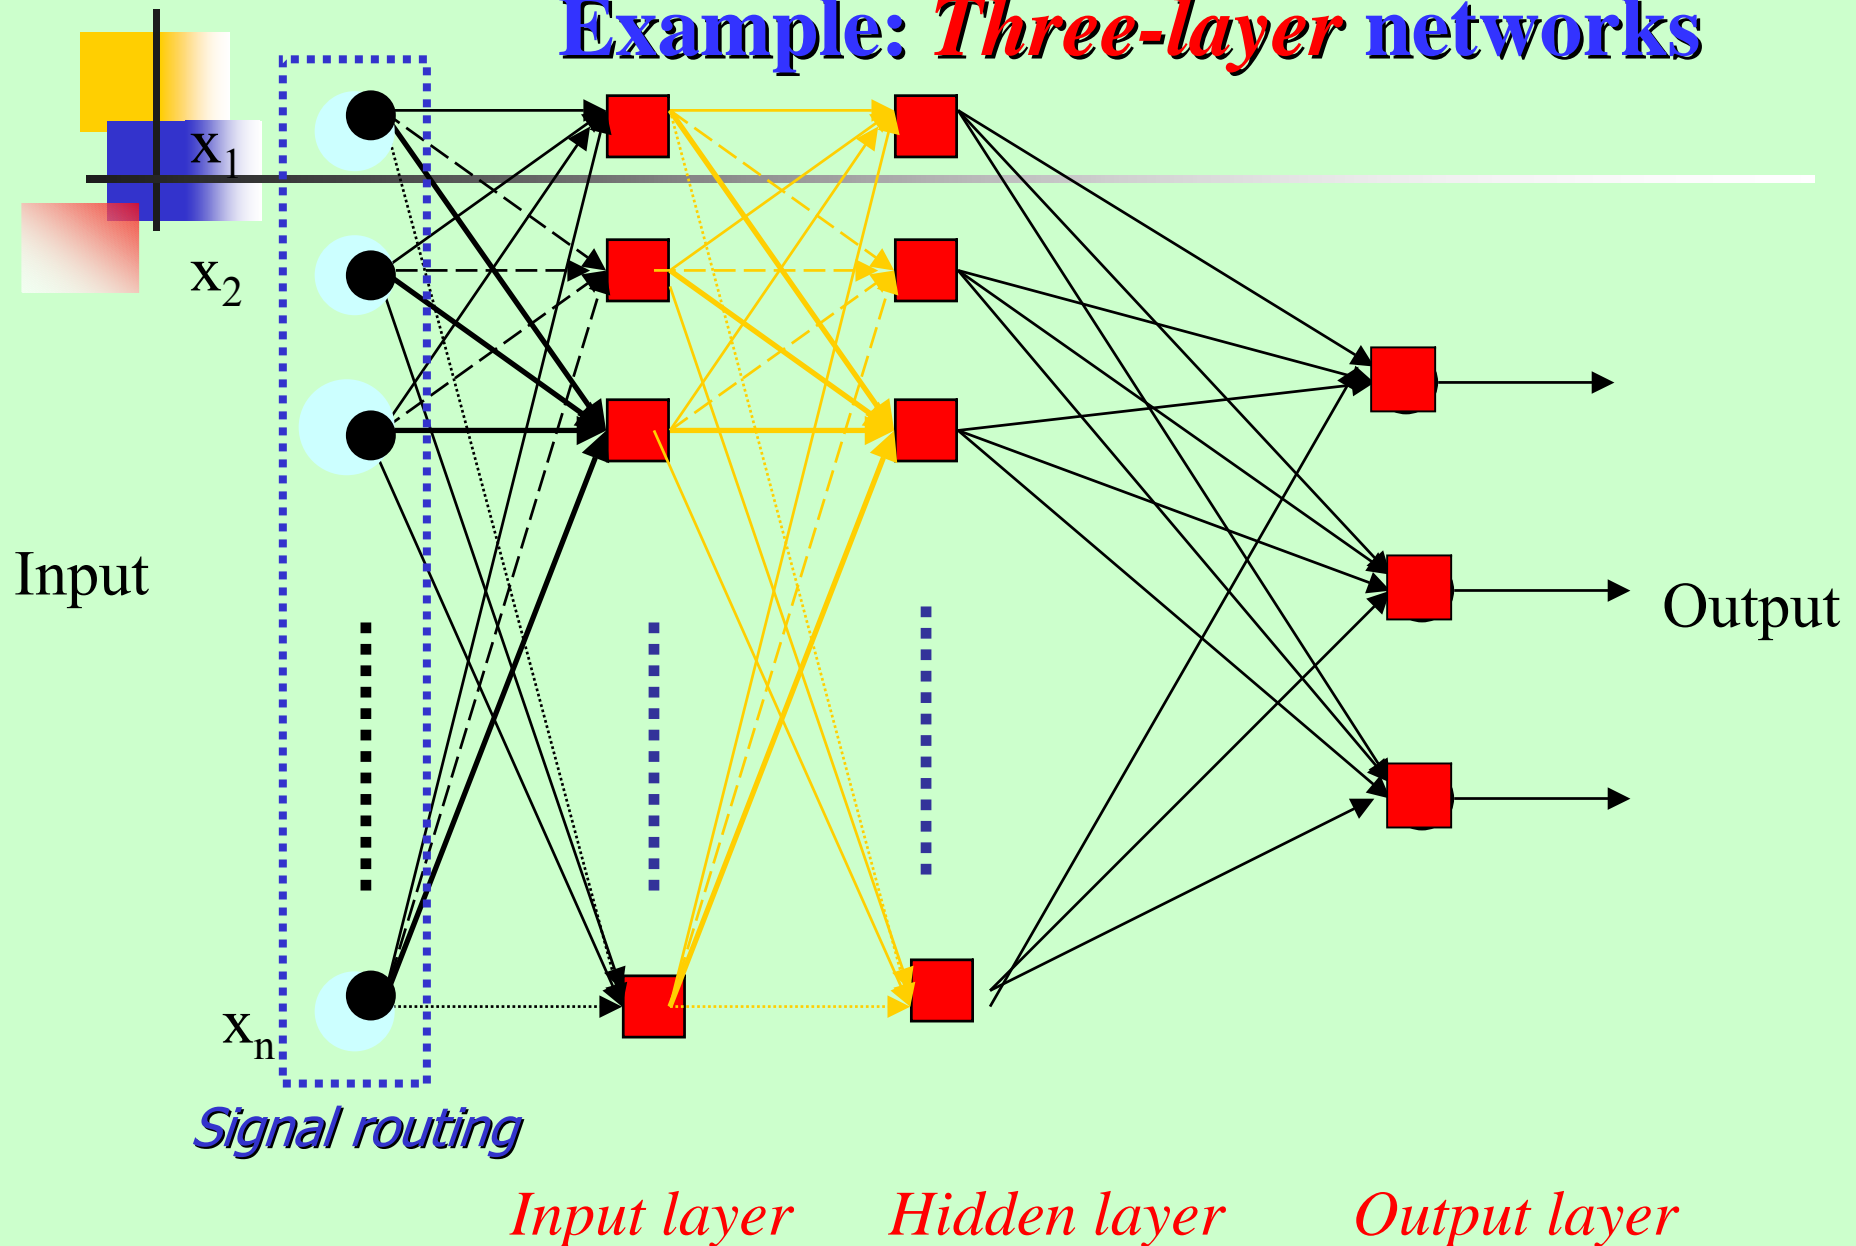 Example: Three-layer networks
x1
x2
Input
Output
xn
Signal routing
Input layer
Hidden layer
Output layer